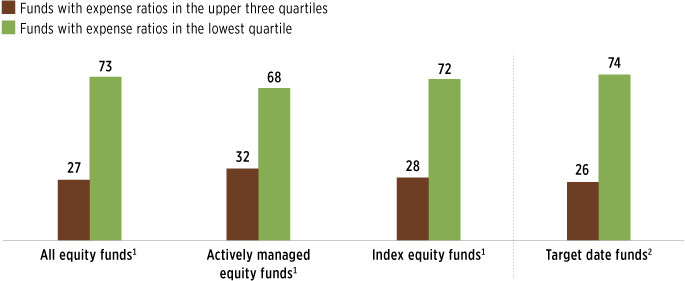 Funds with expense ratios in the upper three quartiles
Funds with expense ratios in the lowest quartile
73
27
68
32
72
28
74
26
All equity funds¹
Actively managed
equity funds¹
Index equity funds¹
Target date funds²